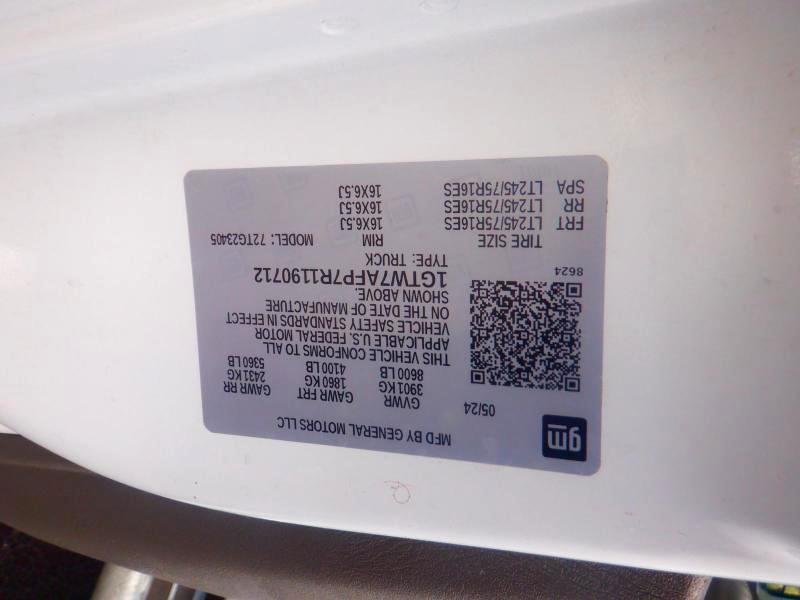 gm MFD BY GENERAL MOTORS LLC
05/24 GVWR GAWR FRT GAWR RR
3901 KG 1860 KG 2431 KG
8600 LB 4100 LB 5360 LB
THIS VEHICLE CONFORMS TO ALL
APPLICABLE U.S. FEDERAL MOTOR
VEHICLE SAFETY STANDARDS IN EFFECT
ON THE DATE OF MANUFACTURE
SHOWN ABOVE.
1GTW7AFP7R1190712
8624 TYPE: TRUCK
TIRE SIZE RIM MODEL: 72TG23405
FRT LT245/75R16ES 16X6.5J
RR LT245/75R16ES 16X6.5J
SPA LT245/75R16ES 16X6.5J